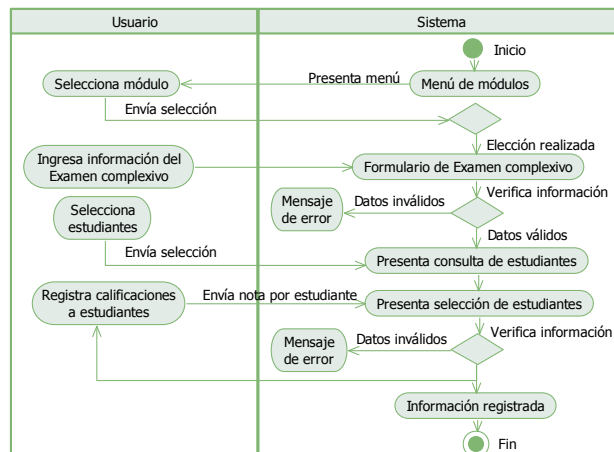 Usuario
Sistema
Inicio
Selecciona módulo
Presenta menú
Menú de módulos
Envía selección
Elección realizada
Ingresa información del
Examen complexivo
Formulario de Examen complexivo
Verifica información
Selecciona
estudiantes
Mensaje
de error
Datos inválidos
Datos válidos
Envía selección
Presenta consulta de estudiantes
Registra calificaciones
a estudiantes
Envía nota por estudiante
Presenta selección de estudiantes
Verifica información
Mensaje
de error
Datos inválidos
Información registrada
Fin